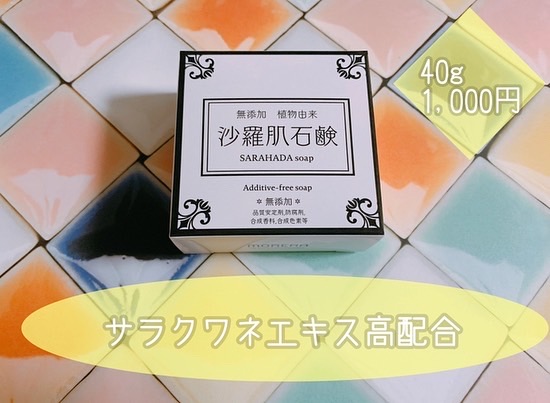 40g
1,000円
無添加 植物由来
沙羅肌石鹸
SARAHADA soap
Additive-free soap
✲ 無添加 ✲
品質安定剤,防腐剤,
合成香料,合成色素等
サラクワネエキス高配合